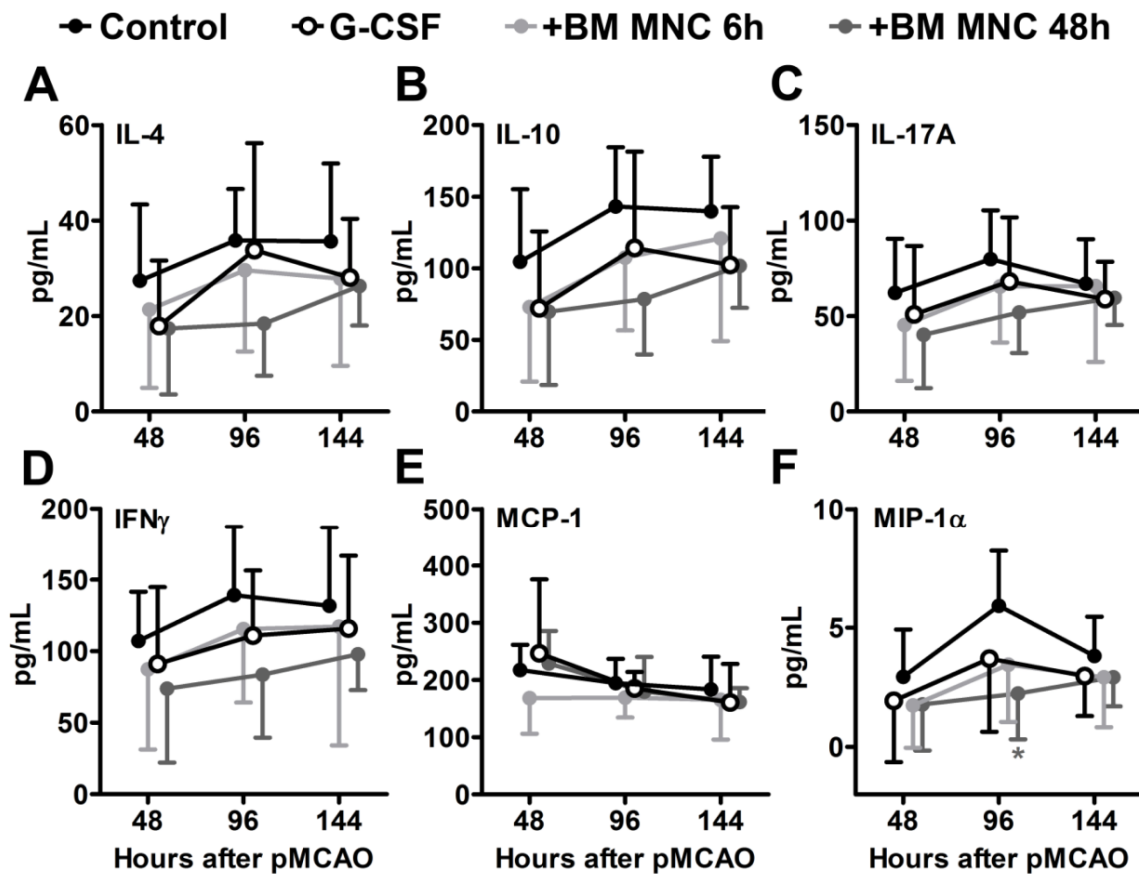 Control G-CSF +BM MNC 6h +BM MNC 48h
A B C
IL-4 IL-10 IL-17A
60 200 150
40 150 100
20 100 50
0 50 0
0
pg/mL pg/mL pg/mL
48 96 144 48 96 144 48 96 144
D E F
IFNγ MCP-1 MIP-1α
200 500 10
150 400 5
100 300 0
50 200
0 100
0
pg/mL pg/mL pg/mL
*
48 96 144 48 96 144 48 96 144
Hours after pMCAO Hours after pMCAO Hours after pMCAO